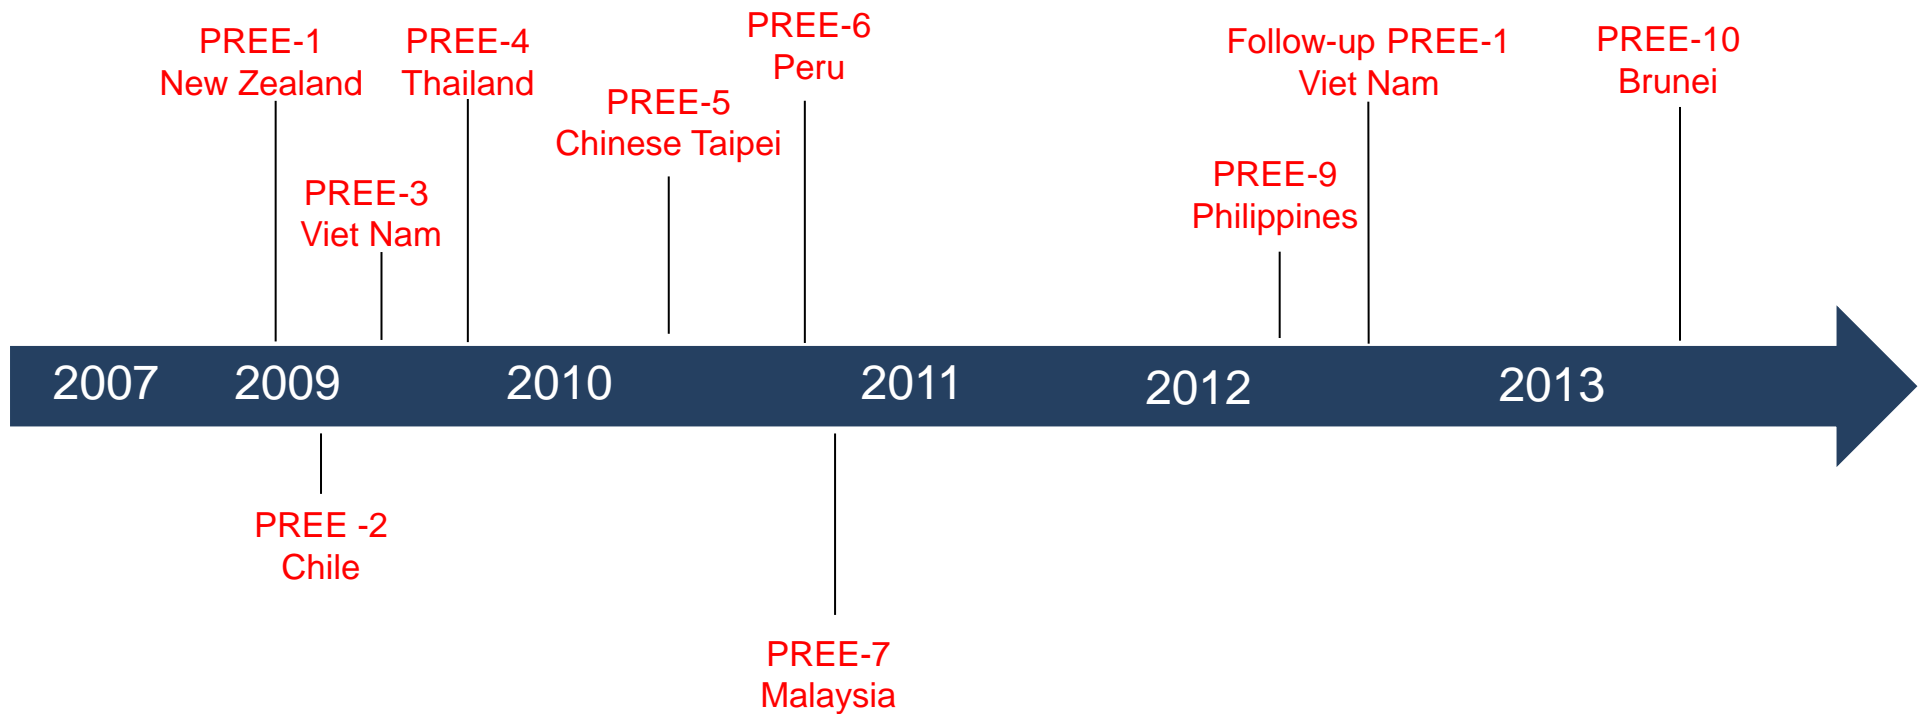 PREE-1
New Zealand
PREE-4
Thailand
PREE-6
Peru
Follow-up PREE-1
Viet Nam
PREE-10
Brunei
PREE-5
Chinese Taipei
PREE-3
Viet Nam
PREE-9
Philippines
2007 2009 2010 2011 2012 2013
PREE -2
Chile
PREE-7
Malaysia